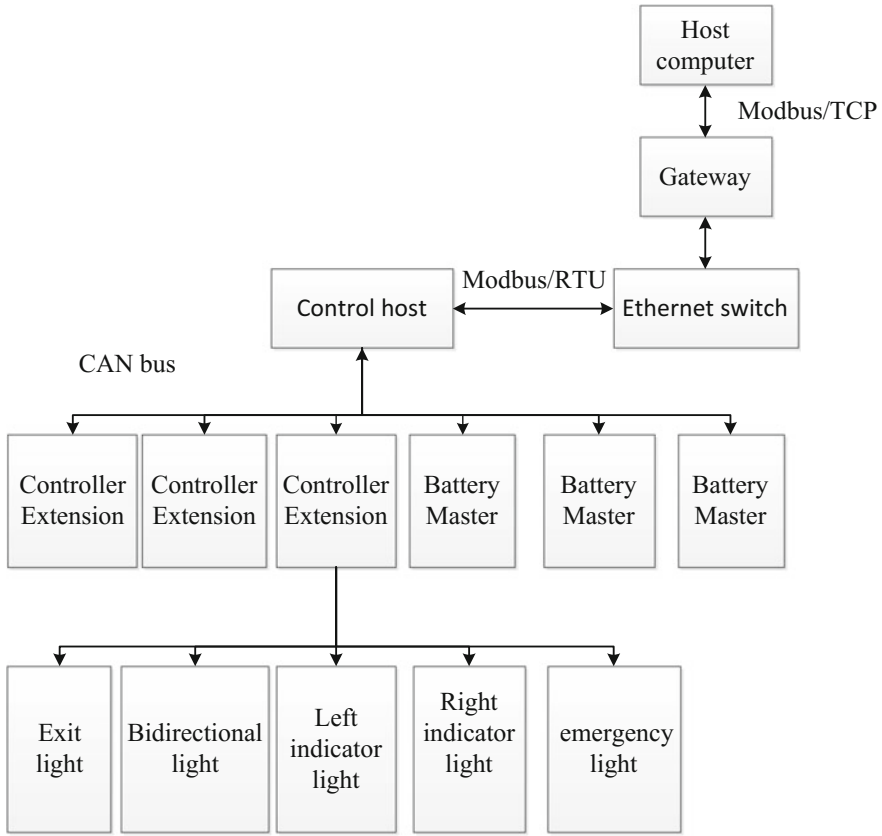 Host
computer
Modbus/TCP
Gateway
Modbus/RTU
Control host
Ethernet switch
CAN bus
Controller
Extension
Controller
Extension
Controller
Extension
Battery
Master
Battery
Master
Battery
Master
Exit
light
Bidirectional
light
Left
indicator
light
Right
indicator
light
emergency
light